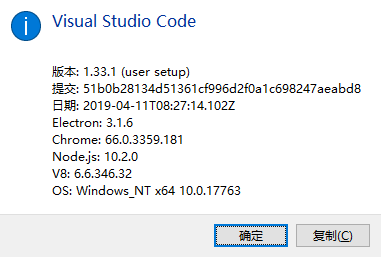 Visual Studio Code
版本: 1.33.1 (user setup)
提交: 51b0b28134d51361cf996d2f0a1c698247aeabd8
日期: 2019-04-11T08:27:14.102Z
Electron: 3.1.6
Chrome: 66.0.3359.181
Node.js: 10.2.0
V8: 6.6.346.32
OS: Windows_NT x64 10.0.17763
确定
复制(C)